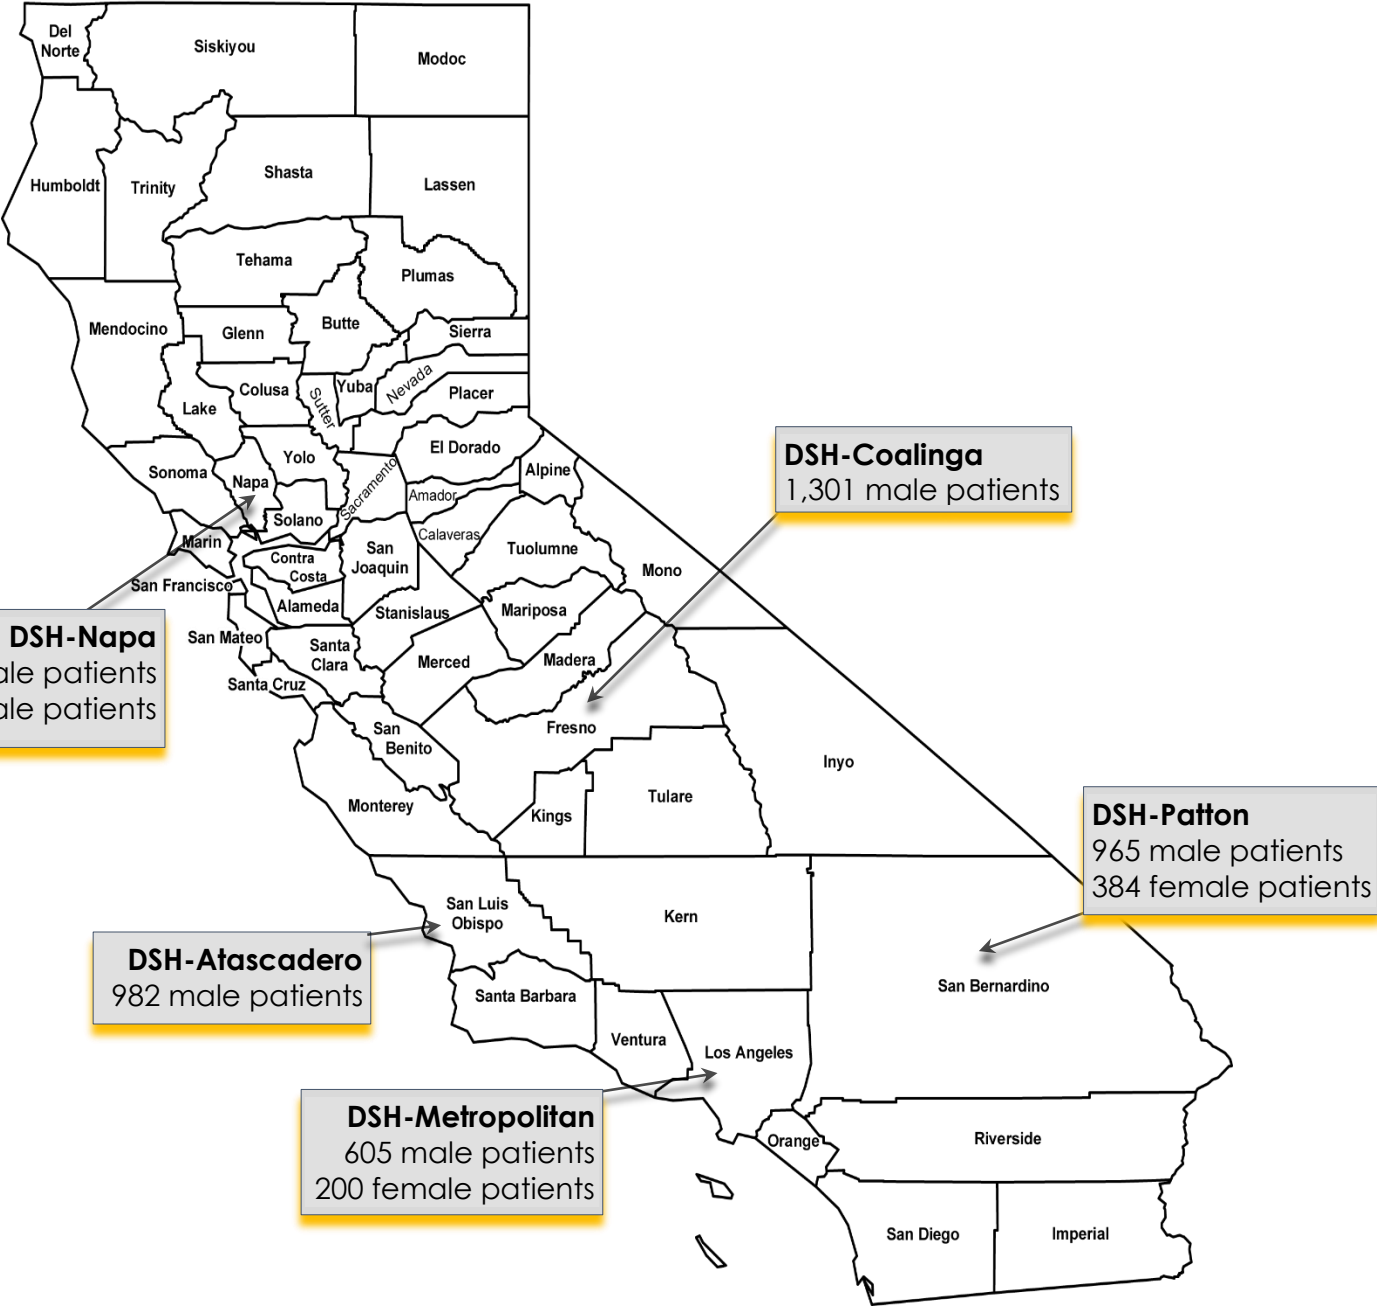 Del
Norte
Siskiyou
Modoc
Humboldt
Trinity
Shasta
Lassen
Tehama
Plumas
Mendocino
Glenn
Butte
Sierra
Lake
Colusa
Sutter
Yuba
Nevada
Placer
Sonoma
Napa
Yolo
Sacramento
El Dorado
Alpine
Amador
Solano
Calaveras
Marin
Contra
Costa
San
Joaquin
Tuolumne
Mono
San Francisco
Alameda
Stanislaus
Mariposa
San Mateo
Santa
Clara
Merced
Madera
Santa Cruz
San
Benito
Fresno
Inyo
Monterey
Kings
Tulare
San Luis
Obispo
Kern
Santa Barbara
Ventura
Los Angeles
San Bernardino
Orange
Riverside
San Diego
Imperial
DSH-Coalinga
1,301 male patients
DSH-Napa
patients
patients
DSH-Patton
965 male patients
384 female patients
DSH-Atascadero
982 male patients
DSH-Metropolitan
605 male patients
200 female patients